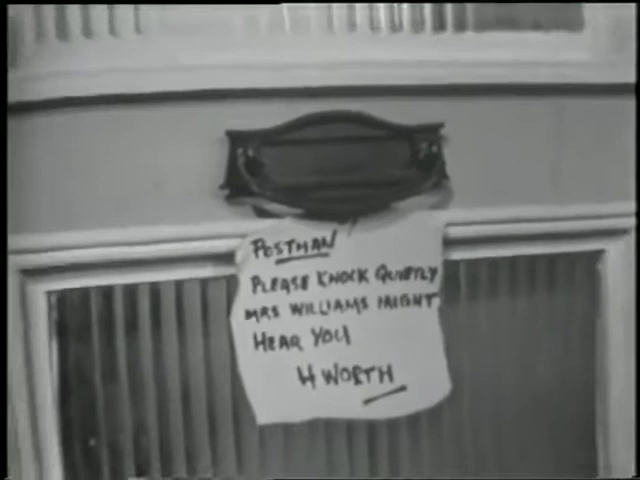 POSTMAN
PLEASE KNOCK QUIETLY
MRS WILLIAMS MIGHT
HEAR YOU
H WORTH